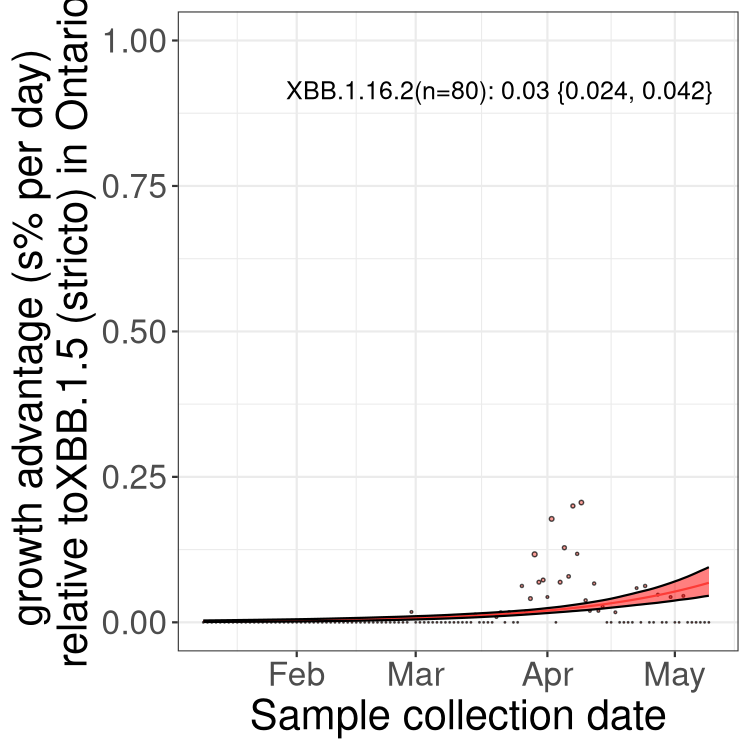 growth advantage (s% per day)
relative toXBB.1.5 (stricto) in Ontario
1.00
0.75
0.50
0.25
0.00
XBB.1.16.2(n=80): 0.03 {0.024, 0.042}
Feb Mar Apr May
Sample collection date